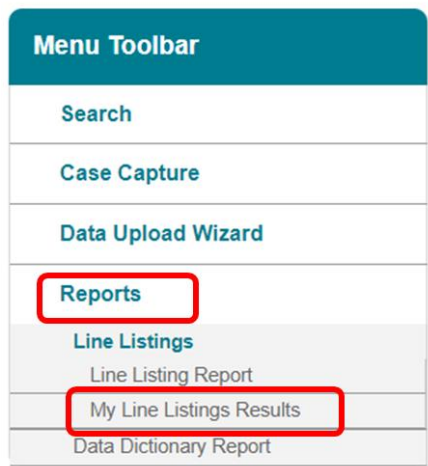 Menu Toolbar
Search
Case Capture
Data Upload Wizard
Reports
Line Listings
Line Listing Report
My Line Listings Results
Data Dictionary Report